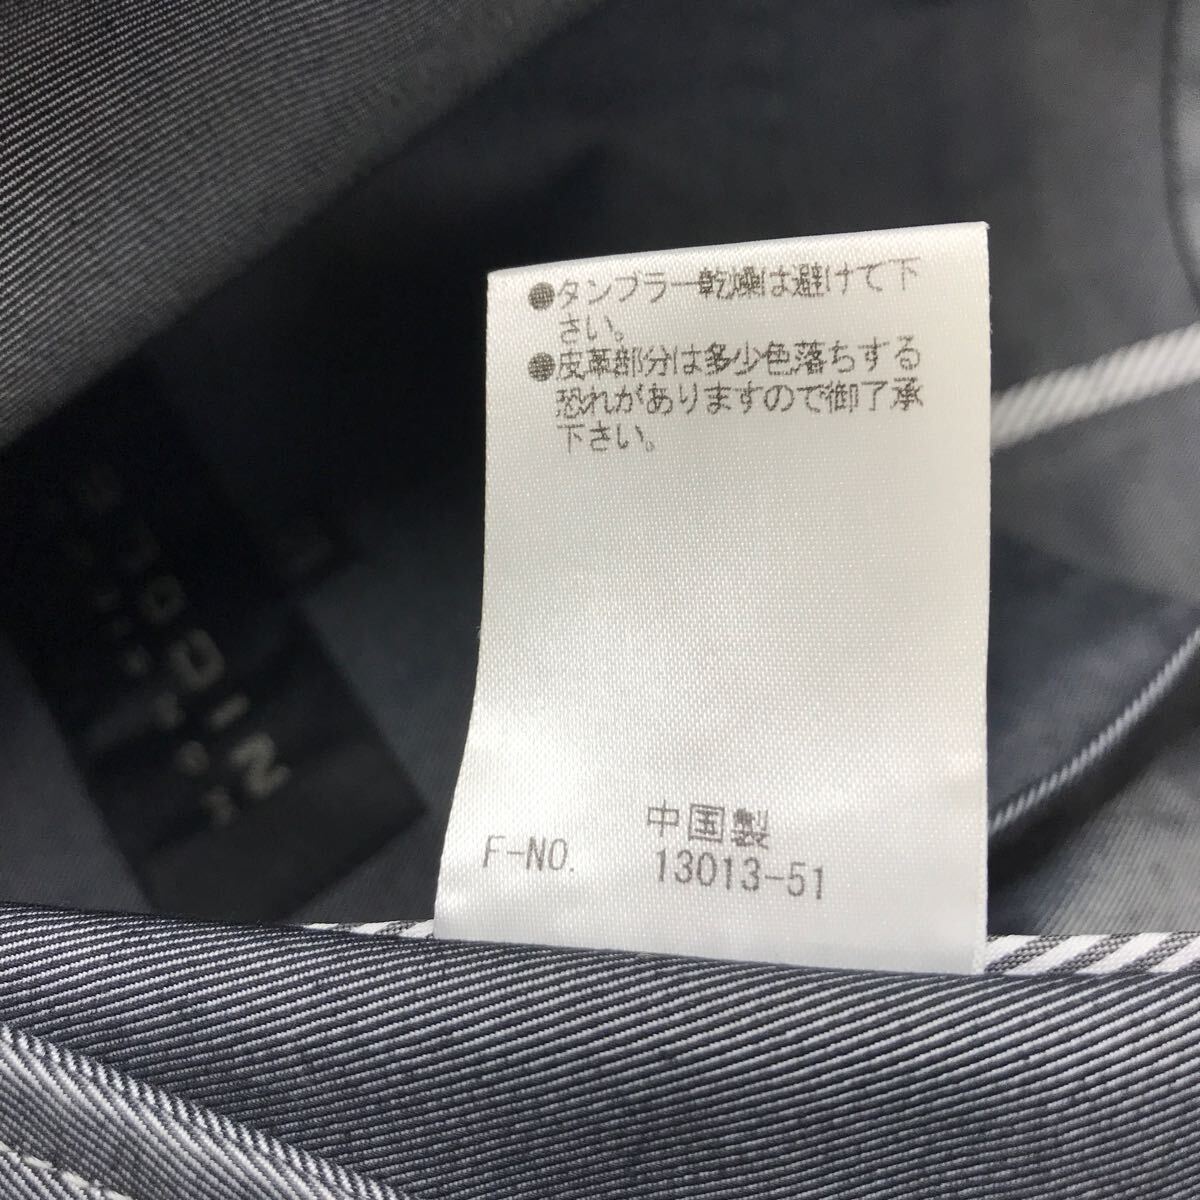 ●タンブラー乾燥は避けて下
さい。
●皮革部分は多少色落ちする
恐れがありますので御了承
下さい。
中国製
F-NO. 13013-51